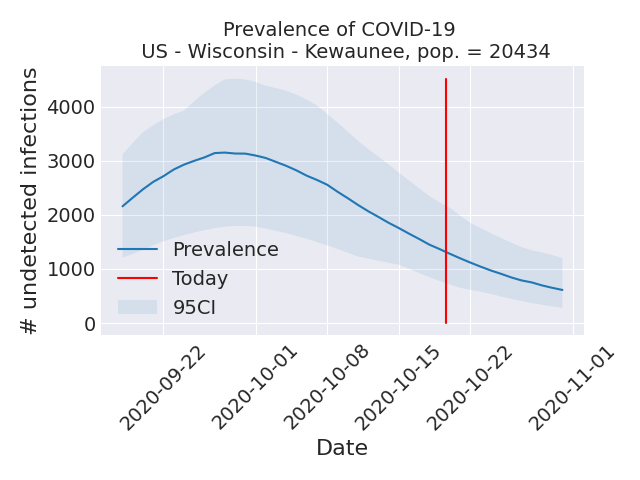 Prevalence of COVID-19
US - Wisconsin - Kewaunee, pop. = 20434
# undetected infections
4000
3000
2000
1000
0
Prevalence
Today
95CI
2020-09-22
2020-10-01
2020-10-08
2020-10-15
2020-10-22
2020-11-01
Date